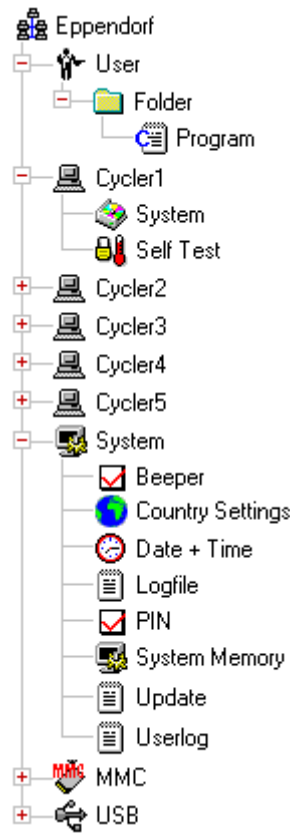 Eppendorf
User
Folder
C Program
Cycler1
System
Self Test
Cycler2
Cycler3
Cycler4
Cycler5
System
Beeper
Country Settings
Date + Time
Logfile
PIN
System Memory
Update
Userlog
MMC MMC
USB